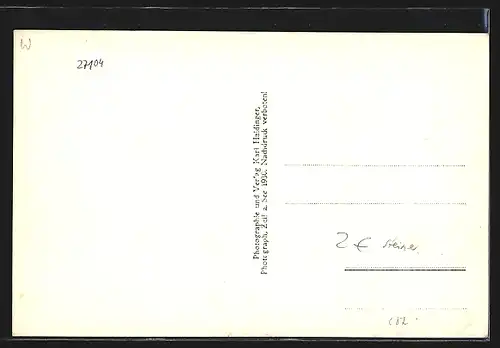 W
27104
Photographie und Verlag Karl Haidinger,
Photograph, Zell a. See 1930. Nachdruck verboten!
2 € Steiner